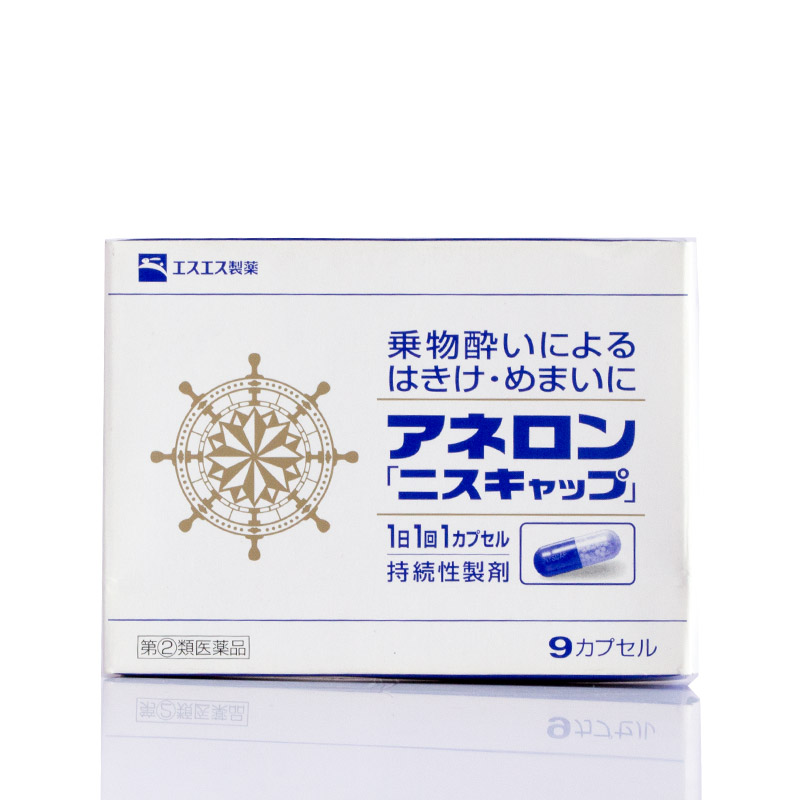 エスエス製薬
乗物酔いによる
はきけ・めまいに
アネロン
「ニスキャップ」
1日1回1カプセル
持続性製剤
第②類医薬品
9カプセル